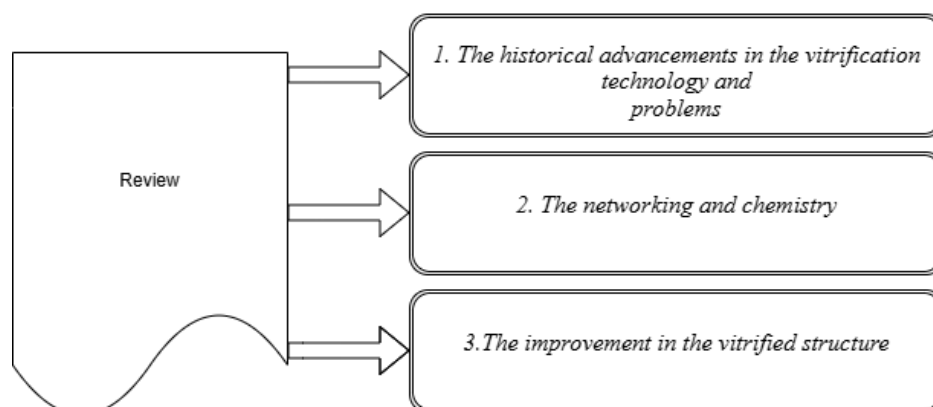 Review
1. The historical advancements in the vitrification
technology and
problems
2. The networking and chemistry
3.The improvement in the vitrified structure